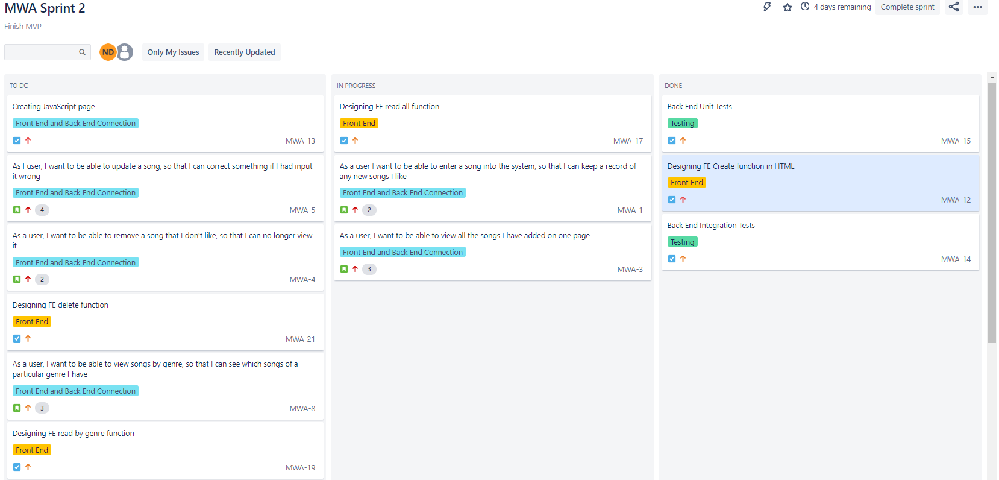 MWA Sprint 2
4 days remaining
Complete sprint
Finish MVP
ND
Only My Issues
Recently Updated
TO DO
Creating JavaScript page
Front End and Back End Connection
MWA-13
As I user, I want to be able to update a song, so that I can correct something if I had input
it wrong
Front End and Back End Connection
4
MWA-5
As a user, I want to be able to remove a song that I don't like, so that I can no longer view
it
Front End and Back End Connection
2
MWA-4
Designing FE delete function
Front End
MWA-21
As a user, I want to be able to view songs by genre, so that I can see which songs of a
particular genre I have
Front End and Back End Connection
3
MWA-8
Designing FE read by genre function
Front End
MWA-19
IN PROGRESS
Designing FE read all function
Front End
MWA-17
As a user I want to be able to enter a song into the system, so that I can keep a record of
any new songs I like
Front End and Back End Connection
2
MWA-1
As a user, I want to be able to view all the songs I have added on one page
Front End and Back End Connection
3
MWA-3
DONE
Back End Unit Tests
Testing
MWA-15
Designing FE Create function in HTML
Front End
MWA-12
Back End Integration Tests
Testing
MWA-14